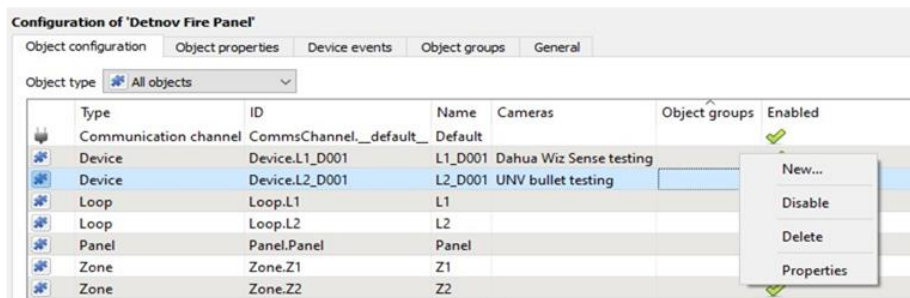 Configuration of 'Detnov Fire Panel'
Object configuration Object properties Device events Object groups General
Object type All objects
Type ID Name Cameras Object groups Enabled
Communication channel CommsChannel.__default__ Default
Device Device.L1_D001 L1_D001 Dahua Wiz Sense testing
Device Device.L2_D001 L2_D001 UNV bullet testing
Loop Loop.L1 L1
Loop Loop.L2 L2
Panel Panel.Panel Panel
Zone Zone.Z1 Z1
Zone Zone.Z2 Z2
New...
Disable
Delete
Properties